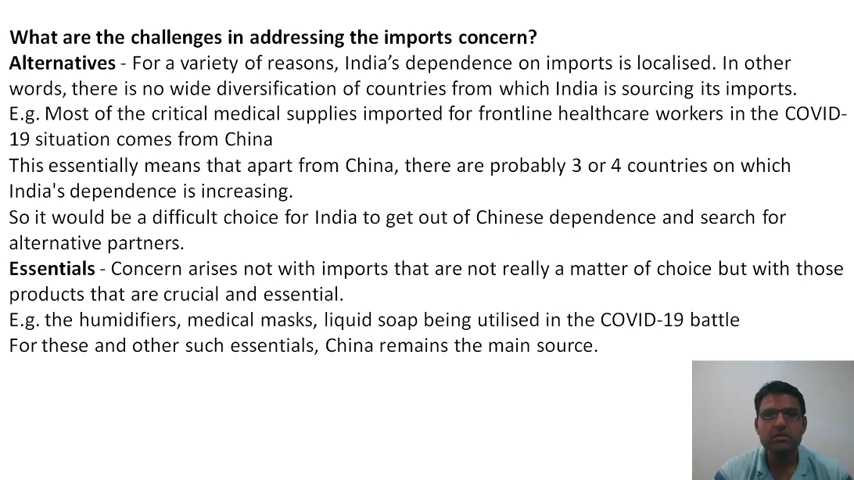 What are the challenges in addressing the imports concern?
Alternatives - For a variety of reasons, India’s dependence on imports is localised. In other
words, there is no wide diversification of countries from which India is sourcing its imports.
E.g. Most of the critical medical supplies imported for frontline healthcare workers in the COVID-
19 situation comes from China
This essentially means that apart from China, there are probably 3 or 4 countries on which
India's dependence is increasing.
So it would be a difficult choice for India to get out of Chinese dependence and search for
alternative partners.
Essentials - Concern arises not with imports that are not really a matter of choice but with those
products that are crucial and essential.
E.g. the humidifiers, medical masks, liquid soap being utilised in the COVID-19 battle
For these and other such essentials, China remains the main source.